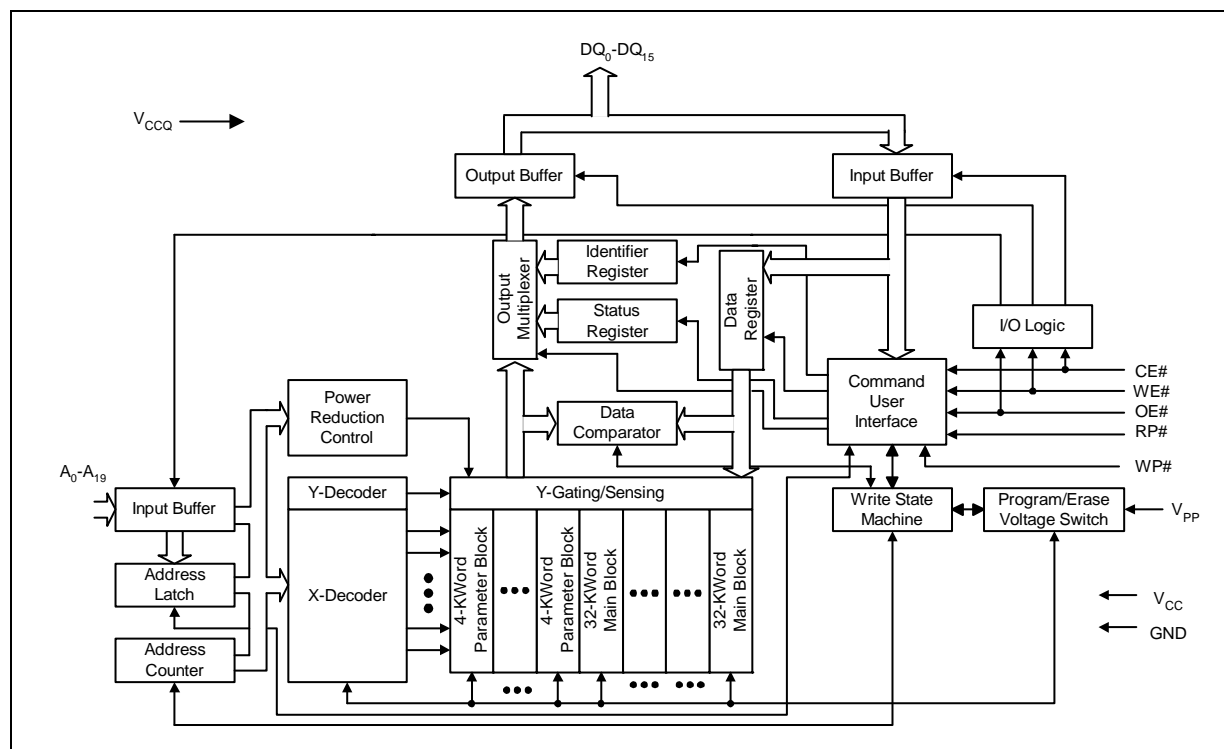 DQ0-DQ15
VCCQ
Output Buffer
Input Buffer
Output
Multiplexer
Identifier
Register
Status
Register
Data
Register
I/O Logic
Command
User
Interface
CE#
WE#
OE#
RP#
WP#
Power
Reduction
Control
Data
Comparator
A0-A19
Input Buffer
Y-Decoder
Y-Gating/Sensing
Write State
Machine
Program/Erase
Voltage Switch
VPP
Address
Latch
X-Decoder
4-KWord
Parameter Block
4-KWord
Parameter Block
32-KWord
Main Block
32-KWord
Main Block
Address
Counter
VCC
GND